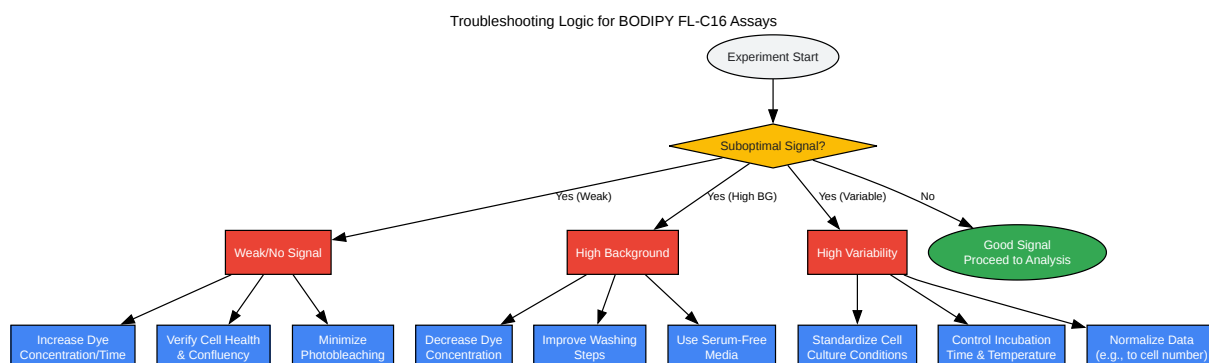 Troubleshooting Logic for BODIPY FL-C16 Assays
Experiment Start
Suboptimal Signal?
Yes (Weak)
Yes (High BG)
Yes (Variable)
No
Weak/No Signal
High Background
High Variability
Good Signal
Proceed to Analysis
Increase Dye
Concentration/Time
Verify Cell Health
& Confluency
Minimize
Photobleaching
Decrease Dye
Concentration
Improve Washing
Steps
Use Serum-Free
Media
Standardize Cell
Culture Conditions
Control Incubation
Time & Temperature
Normalize Data
(e.g., to cell number)